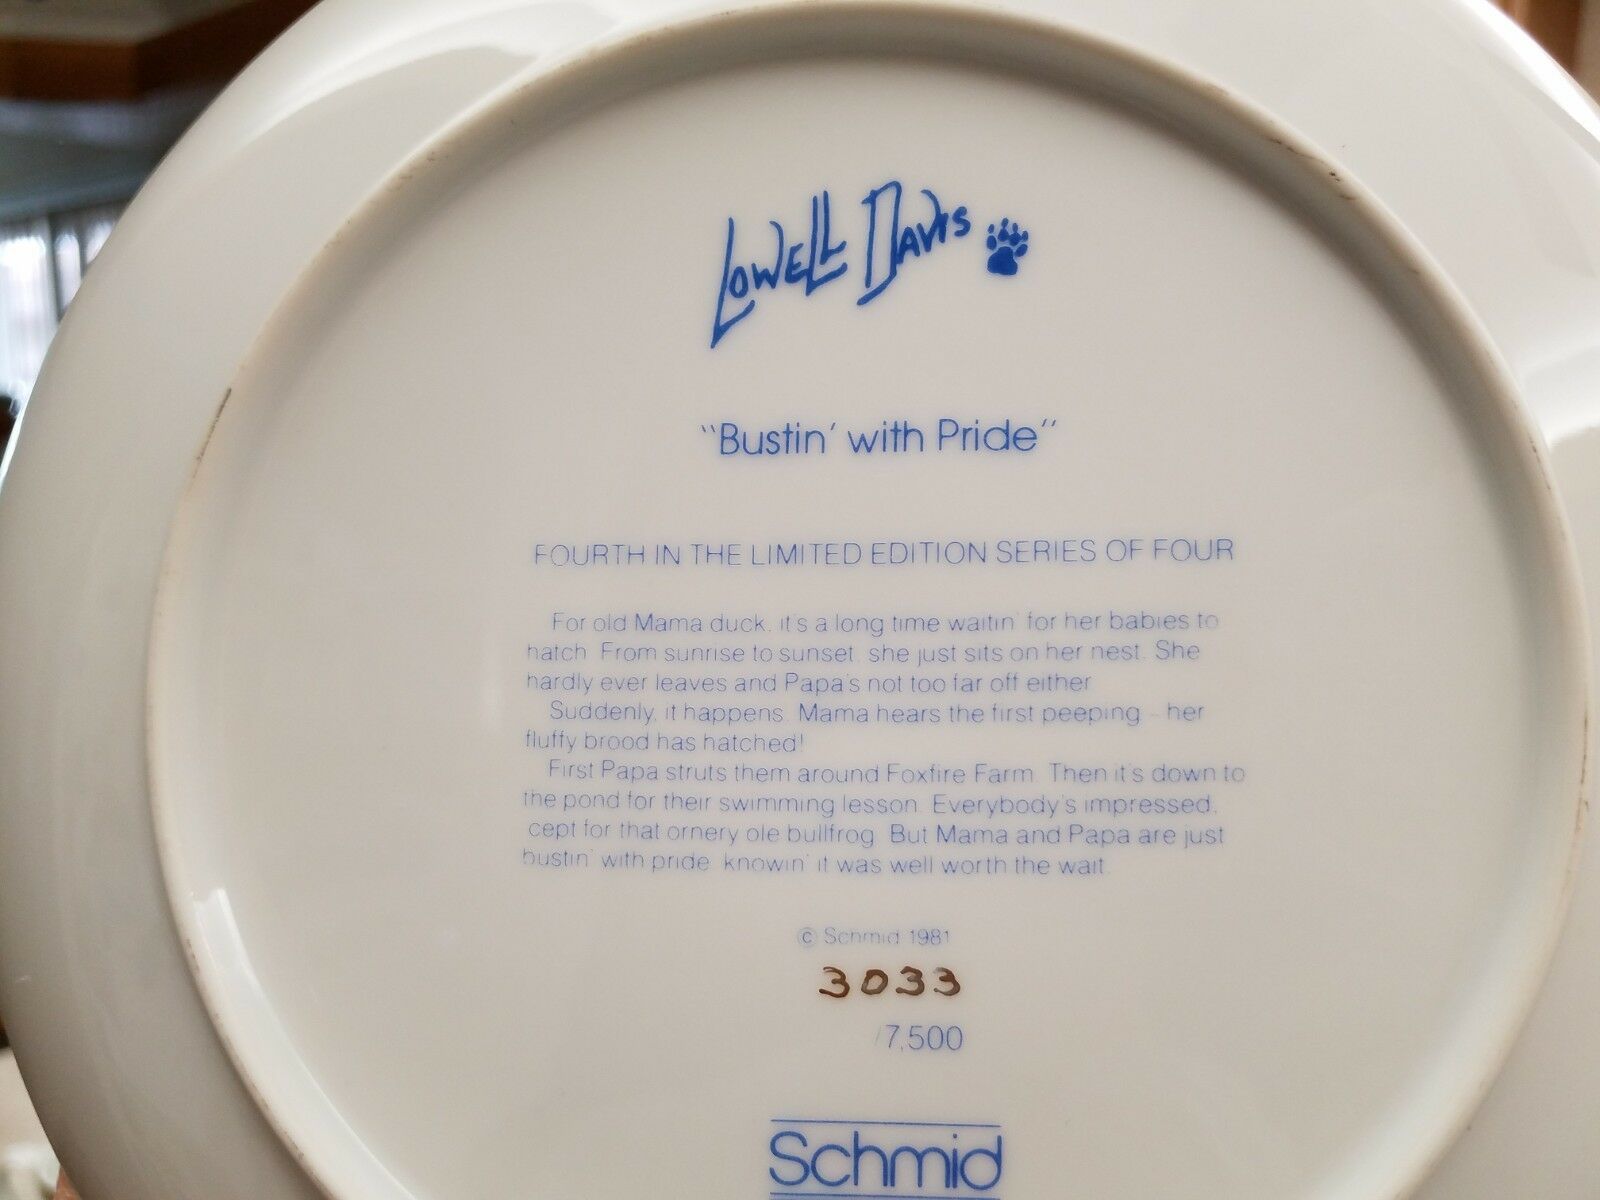 LOWELL DAVIS
"Bustin' with Pride"
FOURTH IN THE LIMITED EDITION SERIES OF FOUR
For old Mama duck, it's a long time waitin' for her babies to
hatch. From sunrise to sunset, she just sits on her nest. She
hardly ever leaves and Papa's not too far off either.
Suddenly, it happens. Mama hears the first peeping - her
fluffy brood has hatched!
First Papa struts them around Foxfire Farm. Then it's down to
the pond for their swimming lesson. Everybody's impressed,
'cept for that ornery ole bullfrog. But Mama and Papa are just
bustin' with pride, knowin' it was well worth the wait.
© Schmid 1981
3033
/7,500
Schmid